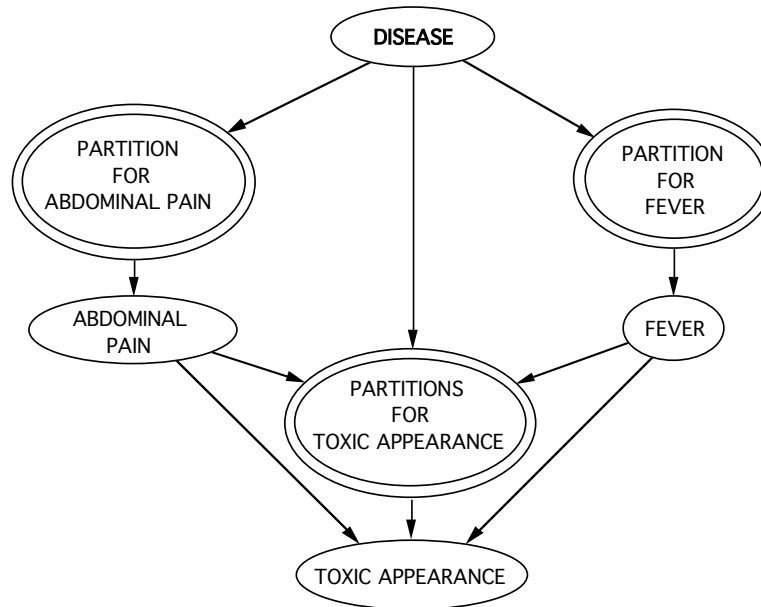 DISEASE
PARTITION
FOR
ABDOMINAL PAIN
PARTITION
FOR
FEVER
ABDOMINAL
PAIN
FEVER
PARTITIONS
FOR
TOXIC APPEARANCE
TOXIC APPEARANCE